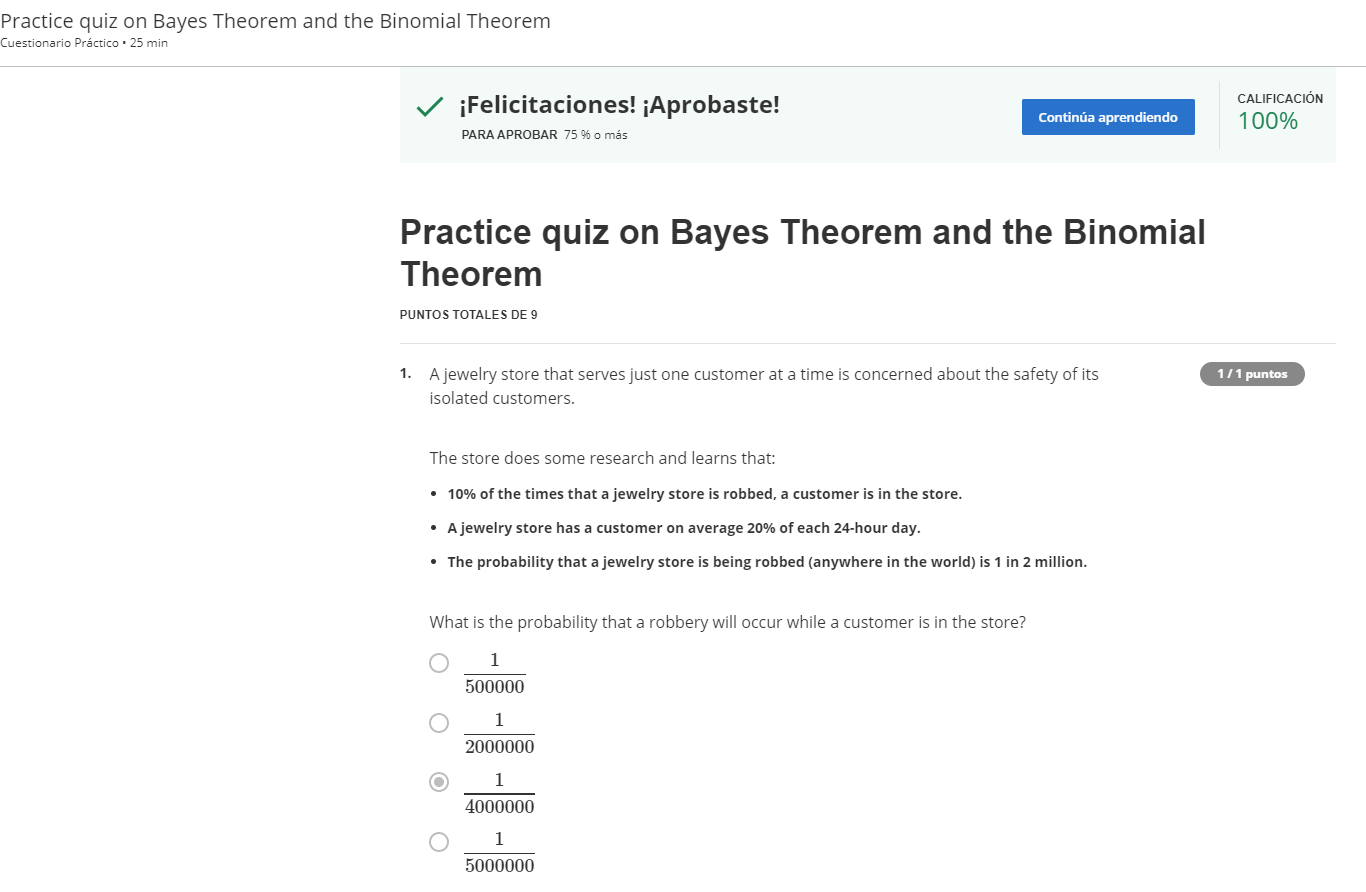 Practice quiz on Bayes Theorem and the Binomial Theorem
Cuestionario Práctico • 25 min
¡Felicitaciones! ¡Aprobaste!
PARA APROBAR 75 % o más
Continúa aprendiendo
CALIFICACIÓN
100%
Practice quiz on Bayes Theorem and the Binomial
Theorem
PUNTOS TOTALES DE 9
1. A jewelry store that serves just one customer at a time is concerned about the safety of its
isolated customers.
1 / 1 puntos
The store does some research and learns that:
• 10% of the times that a jewelry store is robbed, a customer is in the store.
• A jewelry store has a customer on average 20% of each 24-hour day.
• The probability that a jewelry store is being robbed (anywhere in the world) is 1 in 2 million.
What is the probability that a robbery will occur while a customer is in the store?
1
500000
1
2000000
1
4000000
1
5000000